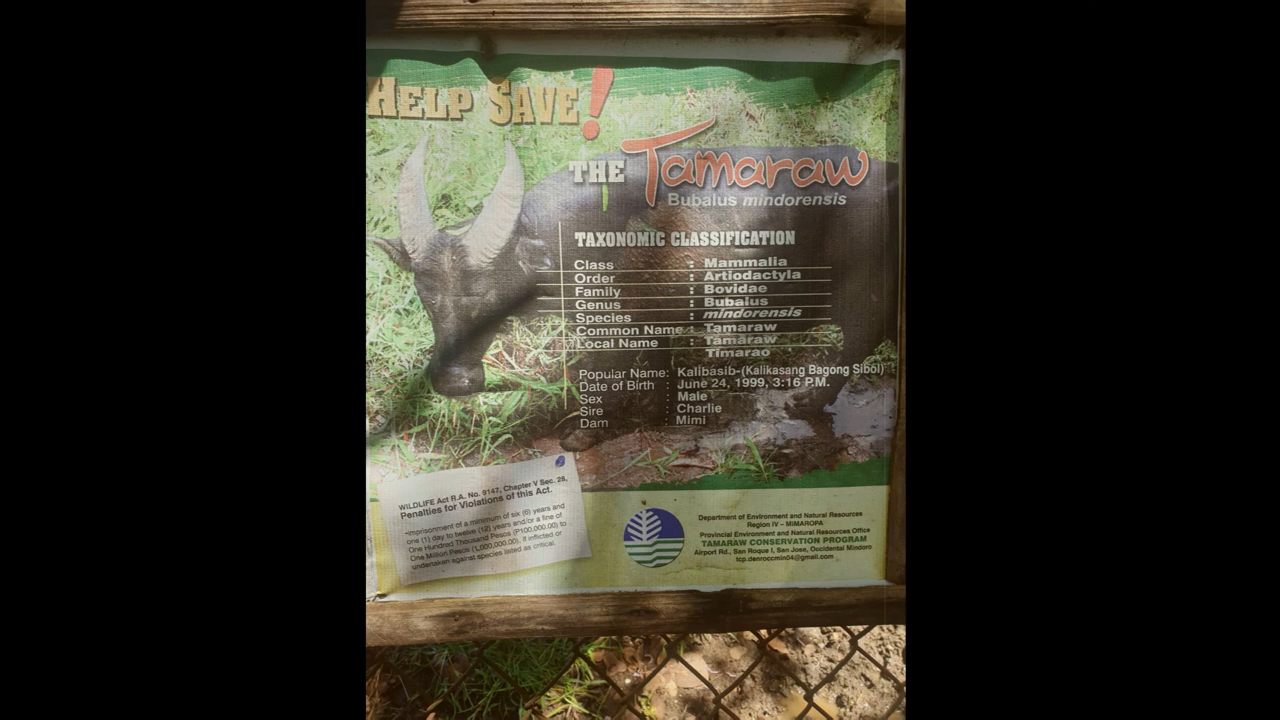 HELP SAVE!
THE Tamaraw
Bubalus mindorensis
TAXONOMIC CLASSIFICATION
Class : Mammalia
Order : Artiodactyla
Family : Bovidae
Genus : Bubalus
Species : mindorensis
Common Name : Tamaraw
Local Name : Tamaraw
Timarao
Popular Name: Kalibasib-(Kalikasang Bagong Sibol)
Date of Birth : June 24, 1999, 3:16 P.M.
Sex : Male
Sire : Charlie
Dam : Mimi
WILDLIFE Act R.A. No. 9147, Chapter V Sec. 28,
Penalties for Violations of this Act.
-imprisonment of a minimum of six (6) years and
one (1) day to twelve (12) years and/or a fine of
One Hundred Thousand Pesos (P100,000.00) to
One Million Pesos (1,000,000.00), if inflicted or
undertaken against species listed as critical.
Department of Environment and Natural Resources
Region IV – MIMAROPA
Provincial Environment and Natural Resources Office
TAMARAW CONSERVATION PROGRAM
Airport Rd., San Roque I, San Jose, Occidental Mindoro
tcp.denroccmin04@gmail.com